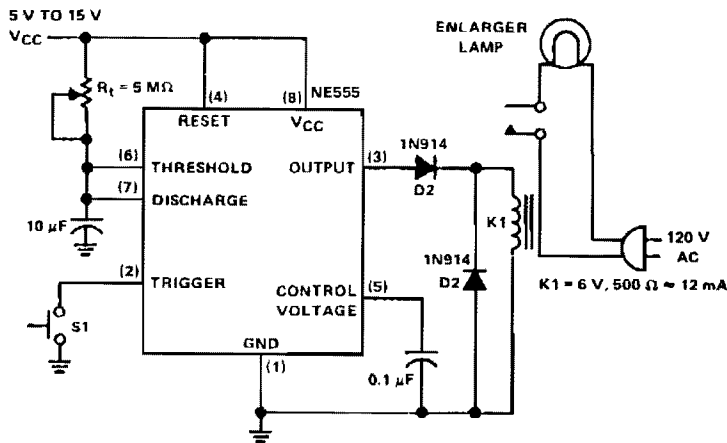 5 V TO 15 V
VCC
Rt = 5 MΩ
(4)
(8)
NE555
RESET
VCC
(6)
THRESHOLD
OUTPUT
(3)
1N914
D2
(7)
DISCHARGE
10 μF
K1
(2)
TRIGGER
S1
CONTROL
VOLTAGE
(5)
1N914
D2
GND
(1)
0.1 μF
ENLARGER
LAMP
120 V
AC
K1 = 6 V, 500 Ω ≈ 12 mA